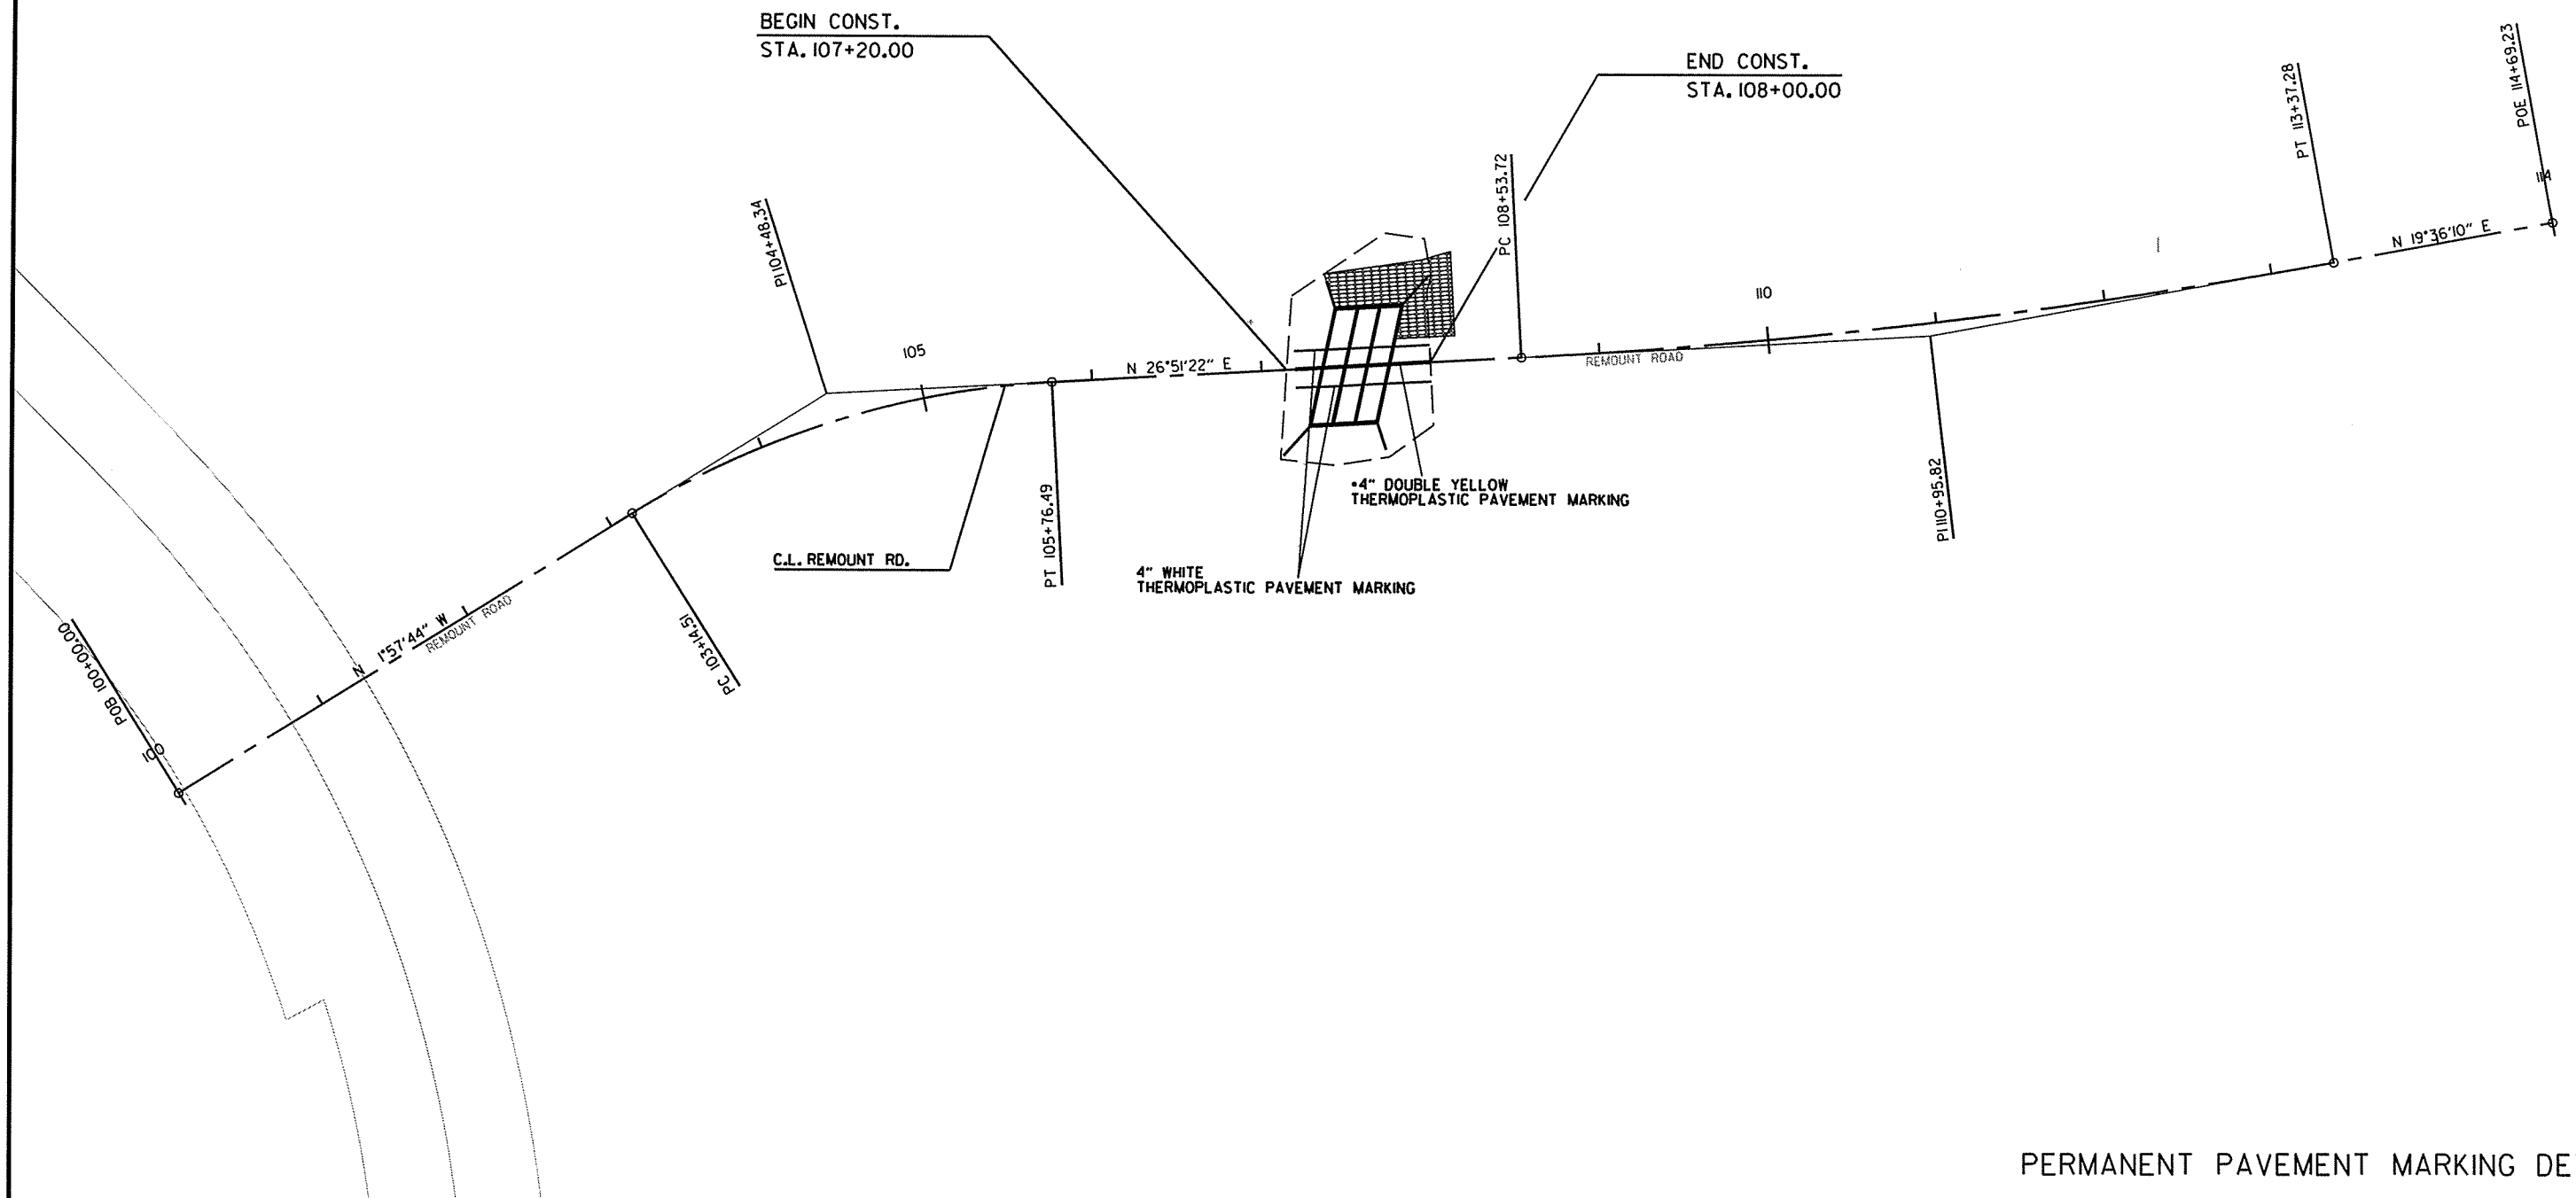 BEGIN CONST.
STA. 107+20.00
END CONST.
STA. 108+00.00
POE 114+69.23
PT 113+37.28
114
PC 108+53.72
PI 104+48.34
N 19°36'10" E
110
105
REMOUNT ROAD
N 26°51'22" E
PI 110+95.82
•4" DOUBLE YELLOW
THERMOPLASTIC PAVEMENT MARKING
PT 105+76.49
C.L. REMOUNT RD.
4" WHITE
THERMOPLASTIC PAVEMENT MARKING
N 1°57'44" W
REMOUNT ROAD
PC 103+14.51
POB 100+00.00
100
PERMANENT PAVEMENT MARKING DE